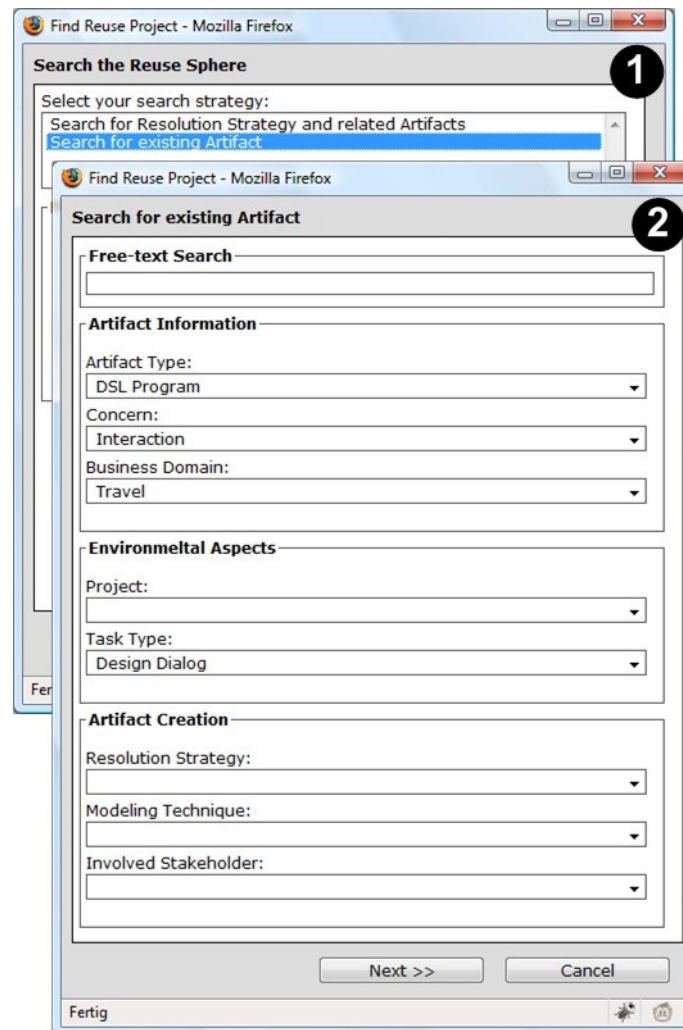 Find Reuse Project - Mozilla Firefox
Search the Reuse Sphere
1
Select your search strategy:
Search for Resolution Strategy and related Artifacts
Search for existing Artifact
Find Reuse Project - Mozilla Firefox
Search for existing Artifact
2
Free-text Search
Artifact Information
Artifact Type:
DSL Program
Concern:
Interaction
Business Domain:
Travel
Environmeltal Aspects
Project:
Task Type:
Design Dialog
Fer
Artifact Creation
Resolution Strategy:
Modeling Technique:
Involved Stakeholder:
Next >>
Cancel
Fertig